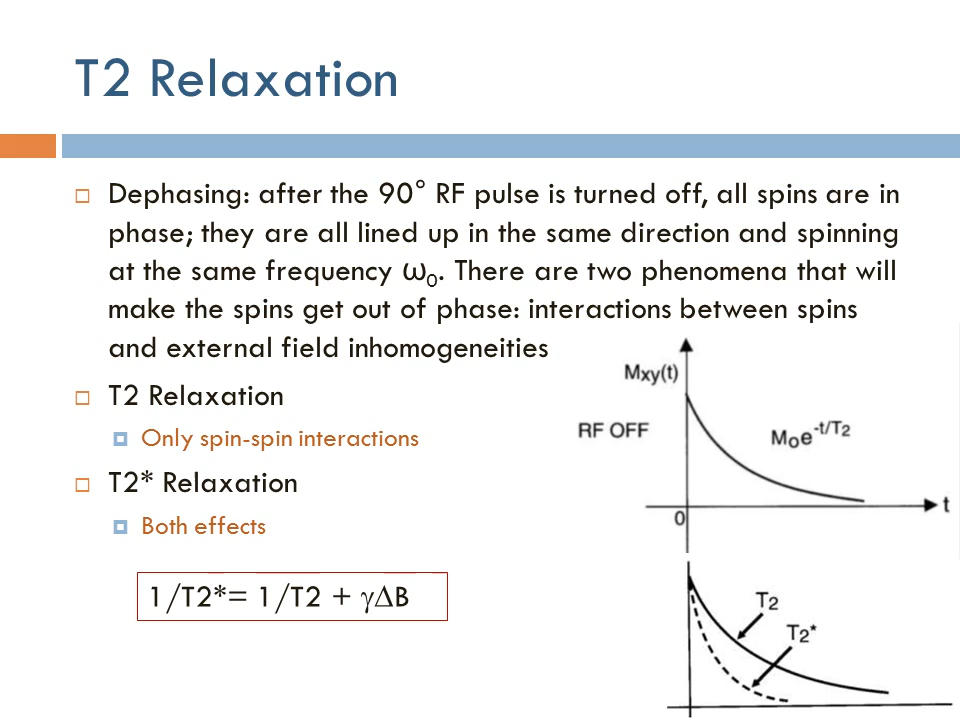 T2 Relaxation
Dephasing: after the 90° RF pulse is turned off, all spins are in
phase; they are all lined up in the same direction and spinning
at the same frequency ω₀. There are two phenomena that will
make the spins get out of phase: interactions between spins
and external field inhomogeneities
T2 Relaxation
Only spin-spin interactions
T2* Relaxation
Both effects
1/T2*= 1/T2 + γ∆B
Mxy(t)
RF OFF
M₀e^-t/T2
t
0
T₂
T₂*